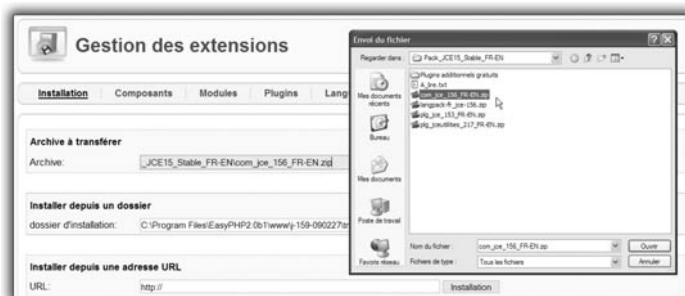 Gestion des extensions
Installation Composants Modules Plugins Lang
Archive à transférer
Archive: _JCE15_Stable_FR-EN\com_jce_156_FR-EN.zip
Installer depuis un dossier
dossier d'installation: C:\Program Files\EasyPHP2.0b1\www\j-159-090227\tm
Installer depuis une adresse URL
URL: http:// Installation
Envoi du fichier
Regarder dans : Pack_JCE15_Stable_FR-EN
Mes documents récents
Bureau
Mes documents
Poste de travail
Favoris réseau
Plugins additionnels gratuits
A_lire.txt
com_jce_156_FR-EN.zip
langpack-fr_jce-156.zip
plg_jce_153_FR-EN.zip
plg_jceutilities_217_FR-EN.zip
Nom du fichier : com_jce_156_FR-EN.zip Ouvrir
Fichiers de type : Tous les fichiers Annuler